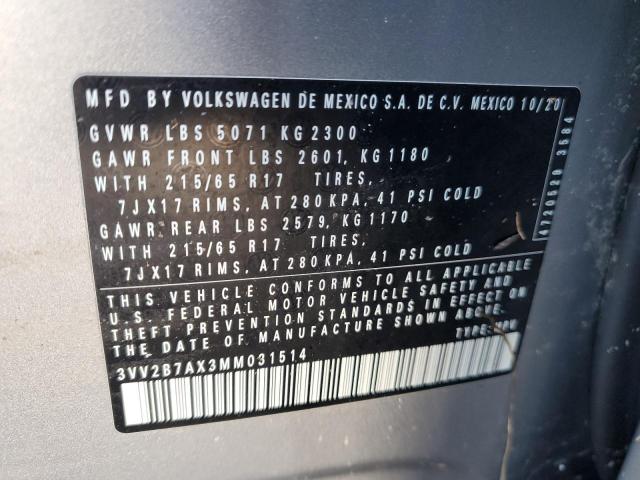 MFD BY VOLKSWAGEN DE MEXICO S.A. DE C.V. MEXICO 10/20
GVWR LBS 5071 KG 2300
GAWR FRONT LBS 2601, KG 1180
WITH 215/65 R17 TIRES,
7JX17 RIMS, AT 280 KPA, 41 PSI COLD
GAWR REAR LBS 2579, KG 1170
WITH 215/65 R17 TIRES,
7JX17 RIMS, AT 280 KPA, 41 PSI COLD
THIS VEHICLE CONFORMS TO ALL APPLICABLE
U.S. FEDERAL MOTOR VEHICLE SAFETY AND
THEFT PREVENTION STANDARDS IN EFFECT ON
THE DATE OF MANUFACTURE SHOWN ABOVE.
TYPE: MPV
3VV2B7AX3MM031514
4720520 3584